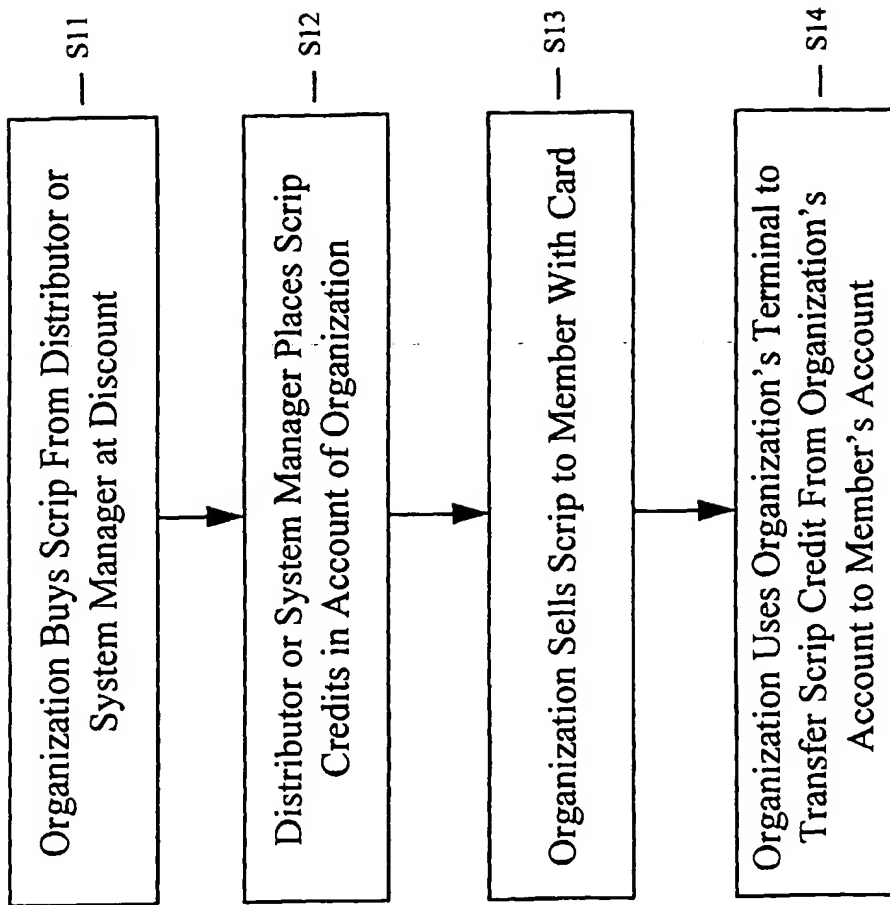 Organization Buys Scrip From Distributor or
System Manager at Discount
S11
Distributor or System Manager Places Scrip
Credits in Account of Organization
S12
Organization Sells Scrip to Member With Card
S13
Organization Uses Organization's Terminal to
Transfer Scrip Credit From Organization's
Account to Member's Account
S14